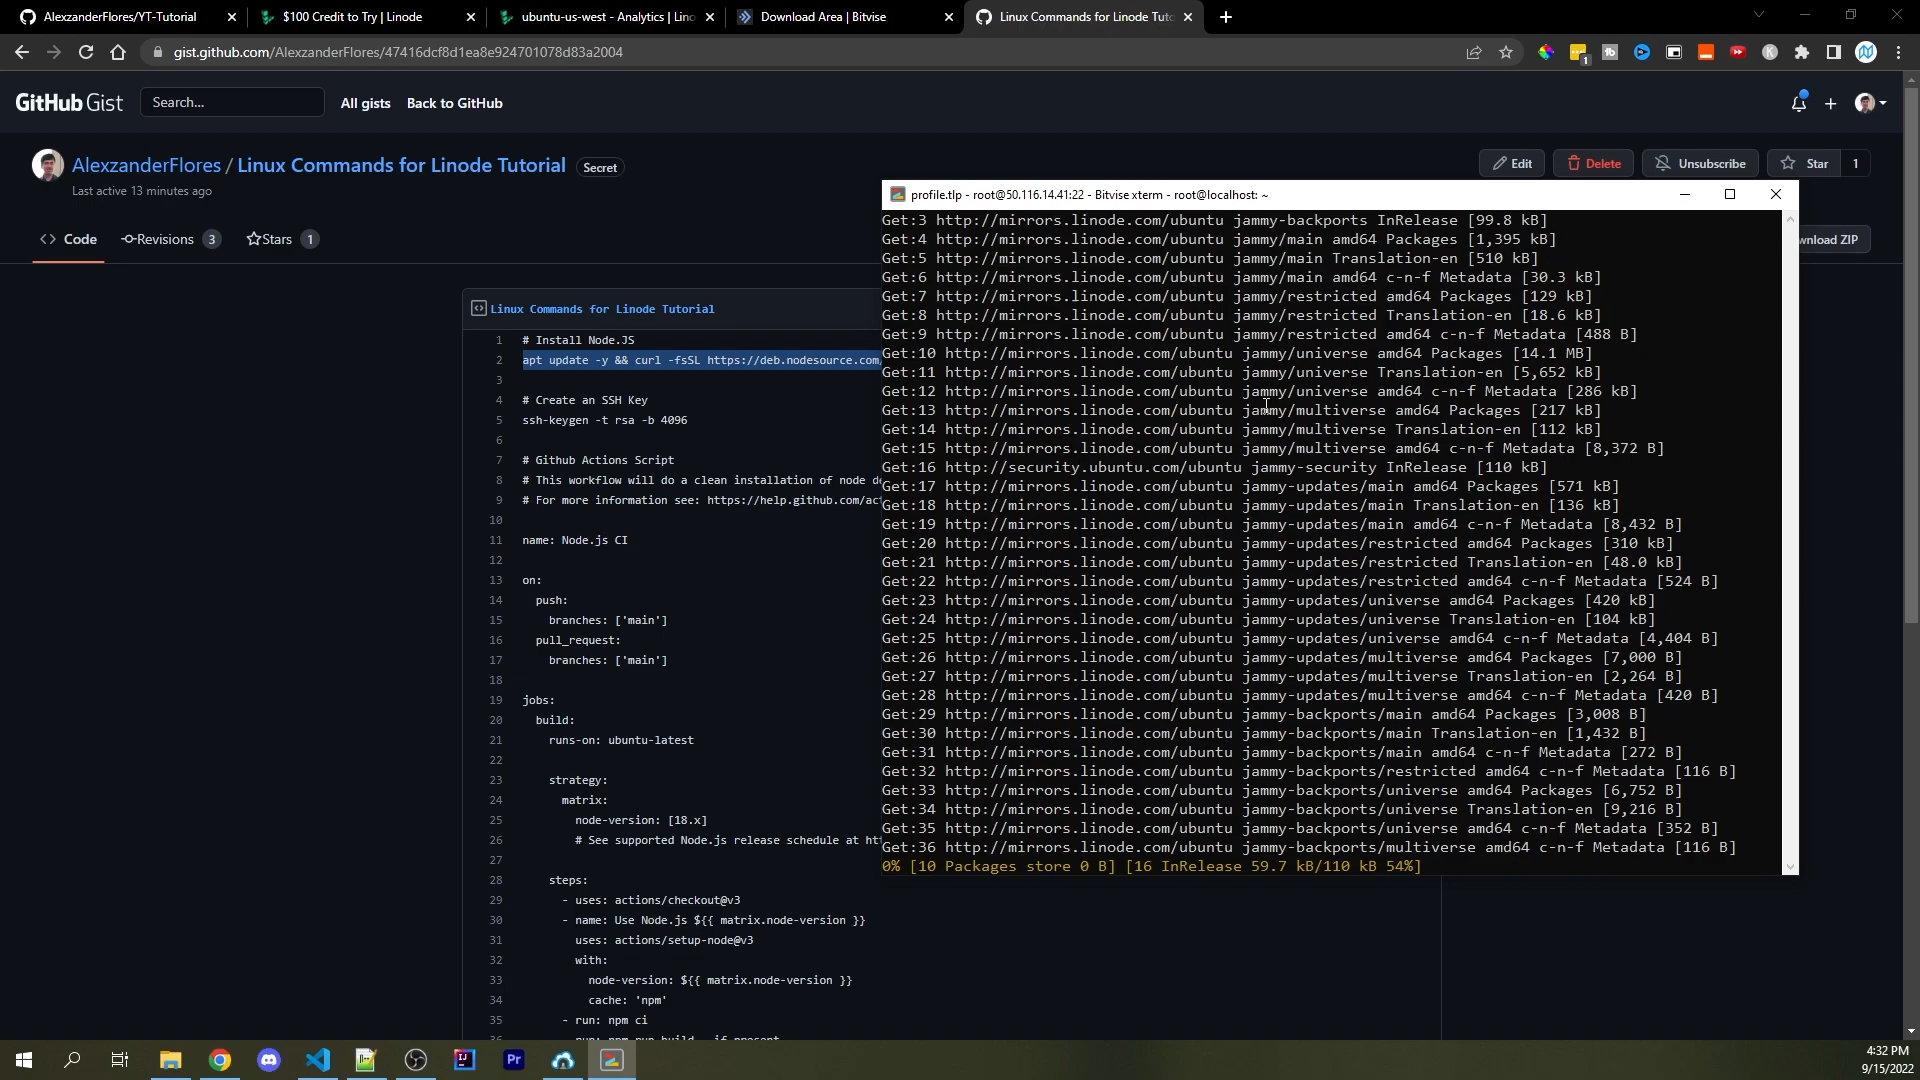 AlexzanderFlores/YT-Tutorial
$100 Credit to Try | Linode
ubuntu-us-west - Analytics | Lin
Download Area | Bitvise
Linux Commands for Linode Tuto
gist.github.com/AlexzanderFlores/47416dcf8d1ea8e924701078d83a2004
GitHub Gist
Search...
All gists
Back to GitHub
AlexzanderFlores / Linux Commands for Linode Tutorial
Secret
Last active 13 minutes ago
Edit
Delete
Unsubscribe
Star
1
Code
Revisions 3
Stars 1
wnload ZIP
Linux Commands for Linode Tutorial
1 # Install Node.JS
2 apt update -y && curl -fsSL https://deb.nodesource.com/
3
4 # Create an SSH Key
5 ssh-keygen -t rsa -b 4096
6
7 # Github Actions Script
8 # This workflow will do a clean installation of node de
9 # For more information see: https://help.github.com/act
10
11 name: Node.js CI
12
13 on:
14 push:
15 branches: ['main']
16 pull_request:
17 branches: ['main']
18
19 jobs:
20 build:
21 runs-on: ubuntu-latest
22
23 strategy:
24 matrix:
25 node-version: [18.x]
26 # See supported Node.js release schedule at htt
27
28 steps:
29 - uses: actions/checkout@v3
30 - name: Use Node.js ${{ matrix.node-version }}
31 uses: actions/setup-node@v3
32 with:
33 node-version: ${{ matrix.node-version }}
34 cache: 'npm'
35 - run: npm ci
36 - run: npm run build --if-present
profile.tlp - root@50.116.14.41:22 - Bitvise xterm - root@localhost: ~
Get:3 http://mirrors.linode.com/ubuntu jammy-backports InRelease [99.8 kB]
Get:4 http://mirrors.linode.com/ubuntu jammy/main amd64 Packages [1,395 kB]
Get:5 http://mirrors.linode.com/ubuntu jammy/main Translation-en [510 kB]
Get:6 http://mirrors.linode.com/ubuntu jammy/main amd64 c-n-f Metadata [30.3 kB]
Get:7 http://mirrors.linode.com/ubuntu jammy/restricted amd64 Packages [129 kB]
Get:8 http://mirrors.linode.com/ubuntu jammy/restricted Translation-en [18.6 kB]
Get:9 http://mirrors.linode.com/ubuntu jammy/restricted amd64 c-n-f Metadata [488 B]
Get:10 http://mirrors.linode.com/ubuntu jammy/universe amd64 Packages [14.1 MB]
Get:11 http://mirrors.linode.com/ubuntu jammy/universe Translation-en [5,652 kB]
Get:12 http://mirrors.linode.com/ubuntu jammy/universe amd64 c-n-f Metadata [286 kB]
Get:13 http://mirrors.linode.com/ubuntu jammy/multiverse amd64 Packages [217 kB]
Get:14 http://mirrors.linode.com/ubuntu jammy/multiverse Translation-en [112 kB]
Get:15 http://mirrors.linode.com/ubuntu jammy/multiverse amd64 c-n-f Metadata [8,372 B]
Get:16 http://security.ubuntu.com/ubuntu jammy-security InRelease [110 kB]
Get:17 http://mirrors.linode.com/ubuntu jammy-updates/main amd64 Packages [571 kB]
Get:18 http://mirrors.linode.com/ubuntu jammy-updates/main Translation-en [136 kB]
Get:19 http://mirrors.linode.com/ubuntu jammy-updates/main amd64 c-n-f Metadata [8,432 B]
Get:20 http://mirrors.linode.com/ubuntu jammy-updates/restricted amd64 Packages [310 kB]
Get:21 http://mirrors.linode.com/ubuntu jammy-updates/restricted Translation-en [48.0 kB]
Get:22 http://mirrors.linode.com/ubuntu jammy-updates/restricted amd64 c-n-f Metadata [524 B]
Get:23 http://mirrors.linode.com/ubuntu jammy-updates/universe amd64 Packages [420 kB]
Get:24 http://mirrors.linode.com/ubuntu jammy-updates/universe Translation-en [104 kB]
Get:25 http://mirrors.linode.com/ubuntu jammy-updates/universe amd64 c-n-f Metadata [4,404 B]
Get:26 http://mirrors.linode.com/ubuntu jammy-updates/multiverse amd64 Packages [7,000 B]
Get:27 http://mirrors.linode.com/ubuntu jammy-updates/multiverse Translation-en [2,264 B]
Get:28 http://mirrors.linode.com/ubuntu jammy-updates/multiverse amd64 c-n-f Metadata [420 B]
Get:29 http://mirrors.linode.com/ubuntu jammy-backports/main amd64 Packages [3,008 B]
Get:30 http://mirrors.linode.com/ubuntu jammy-backports/main Translation-en [1,432 B]
Get:31 http://mirrors.linode.com/ubuntu jammy-backports/main amd64 c-n-f Metadata [272 B]
Get:32 http://mirrors.linode.com/ubuntu jammy-backports/restricted amd64 c-n-f Metadata [116 B]
Get:33 http://mirrors.linode.com/ubuntu jammy-backports/universe amd64 Packages [6,752 B]
Get:34 http://mirrors.linode.com/ubuntu jammy-backports/universe Translation-en [9,216 B]
Get:35 http://mirrors.linode.com/ubuntu jammy-backports/universe amd64 c-n-f Metadata [352 B]
Get:36 http://mirrors.linode.com/ubuntu jammy-backports/multiverse amd64 c-n-f Metadata [116 B]
0% [10 Packages store 0 B] [16 InRelease 59.7 kB/110 kB 54%]
4:32 PM
9/15/2022